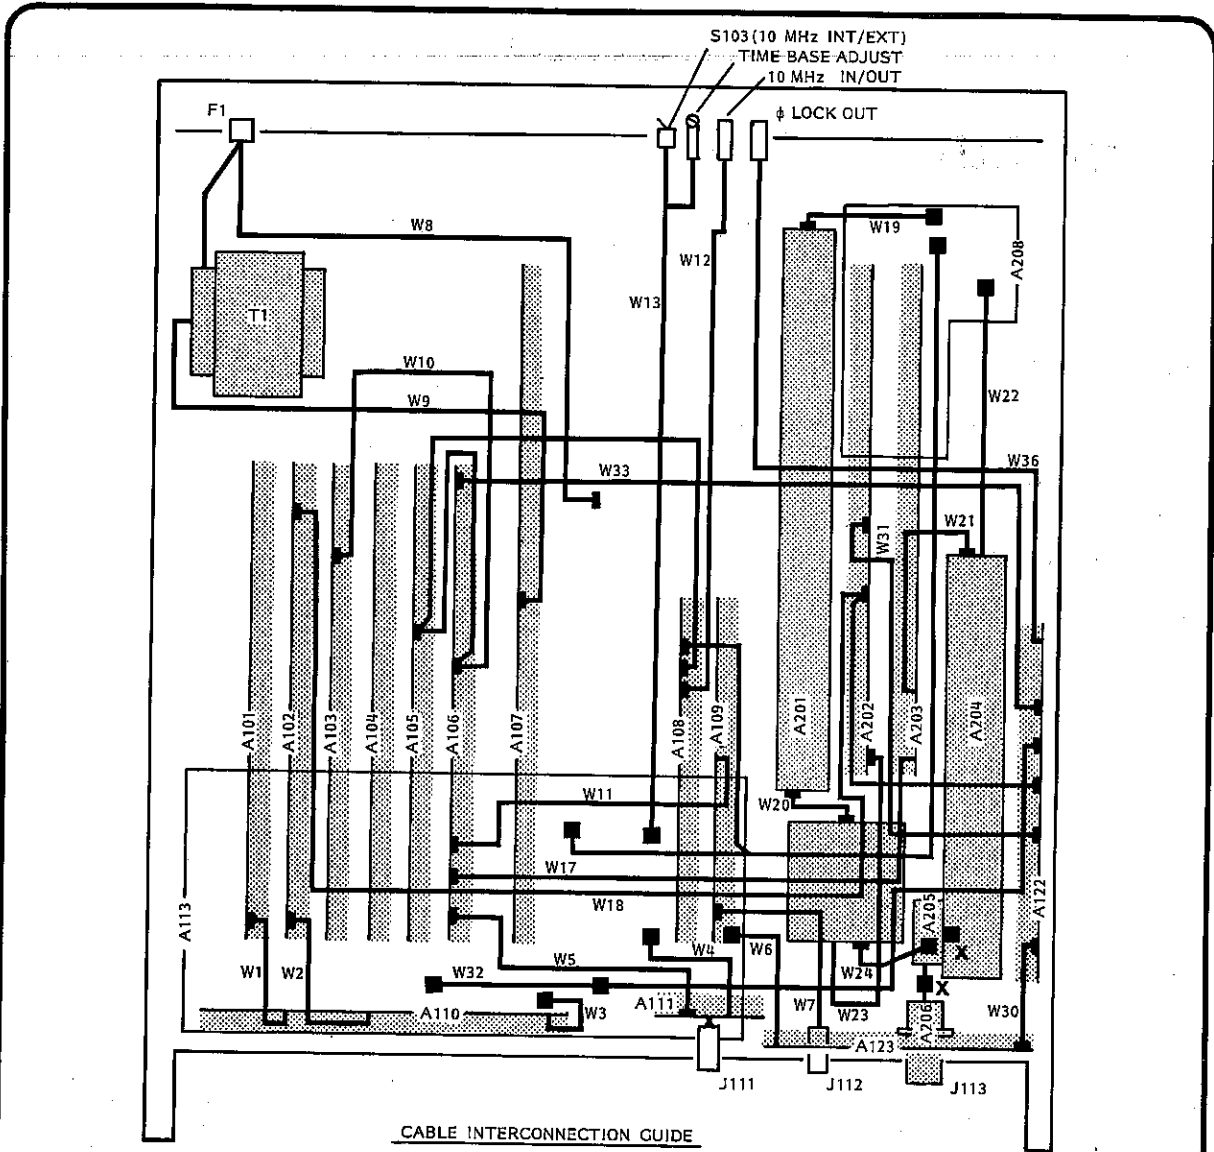 S103(10 MHz INT/EXT)
TIME BASE ADJUST
10 MHz IN/OUT
F1
ϕ LOCK OUT
W8
W19
A208
W12
W13
T1
W10
W9
W22
W33
W36
W31
W21
A101
A102
A103
A104
A105
A106
A107
A108
A109
A201
A202
A203
A204
W11
W20
W17
W18
A113
A205
A122
W1
W2
W32
W5
W4
W6
W24
X
X
A110
W3
A111
W7
W23
A206
W30
A123
J111
J112
J113
CABLE INTERCONNECTION GUIDE